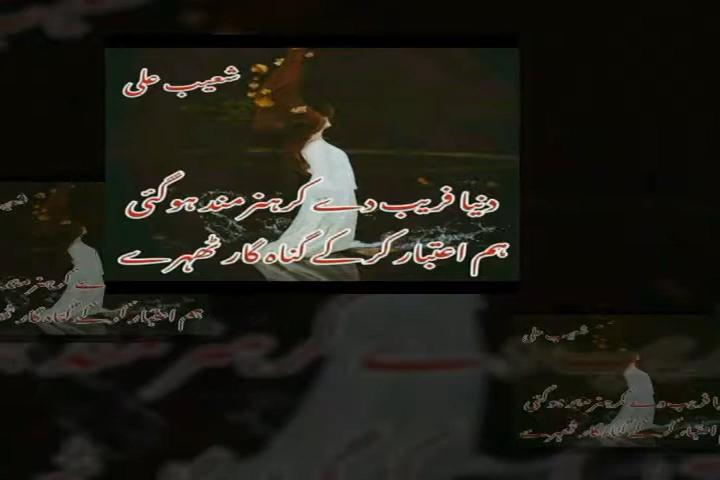 شعیب علی
دنیا فریب دے کر ہنر مند ہو گئی
ہم اعتبار کر کے گناہ گار ٹھہرے